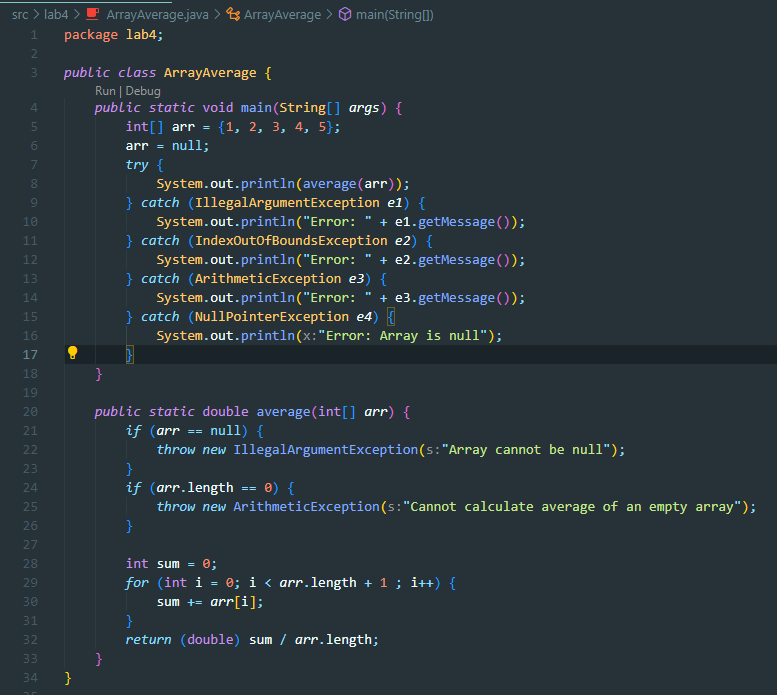 src > lab4 > ArrayAverage.java > ArrayAverage > main(String[])
1 package lab4;
2
3 public class ArrayAverage {
Run | Debug
4 public static void main(String[] args) {
5 int[] arr = {1, 2, 3, 4, 5};
6 arr = null;
7 try {
8 System.out.println(average(arr));
9 } catch (IllegalArgumentException e1) {
10 System.out.println("Error: " + e1.getMessage());
11 } catch (IndexOutOfBoundsException e2) {
12 System.out.println("Error: " + e2.getMessage());
13 } catch (ArithmeticException e3) {
14 System.out.println("Error: " + e3.getMessage());
15 } catch (NullPointerException e4) {
16 System.out.println(x:"Error: Array is null");
17 }
18 }
19
20 public static double average(int[] arr) {
21 if (arr == null) {
22 throw new IllegalArgumentException(s:"Array cannot be null");
23 }
24 if (arr.length == 0) {
25 throw new ArithmeticException(s:"Cannot calculate average of an empty array");
26 }
27
28 int sum = 0;
29 for (int i = 0; i < arr.length + 1 ; i++) {
30 sum += arr[i];
31 }
32 return (double) sum / arr.length;
33 }
34 }